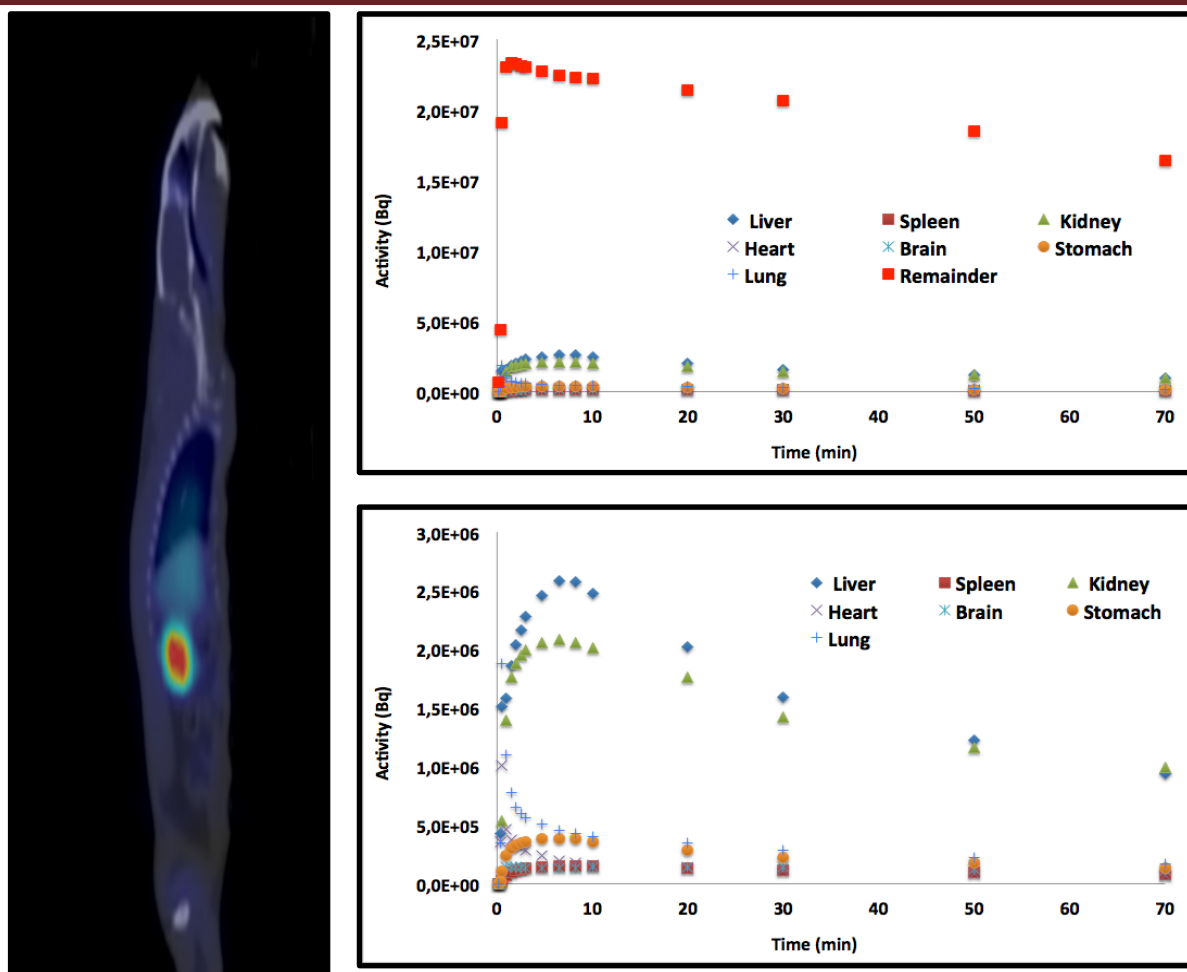 2,5E+07
2,0E+07
1,5E+07
1,0E+07
5,0E+06
0,0E+00
Activity (Bq)
Liver Spleen Kidney
Heart Brain Stomach
Lung Remainder
0 10 20 30 40 50 60 70
Time (min)
3,0E+06
2,5E+06
2,0E+06
1,5E+06
1,0E+06
5,0E+05
0,0E+00
Activity (Bq)
Liver Spleen Kidney
Heart Brain Stomach
Lung
0 10 20 30 40 50 60 70
Time (min)